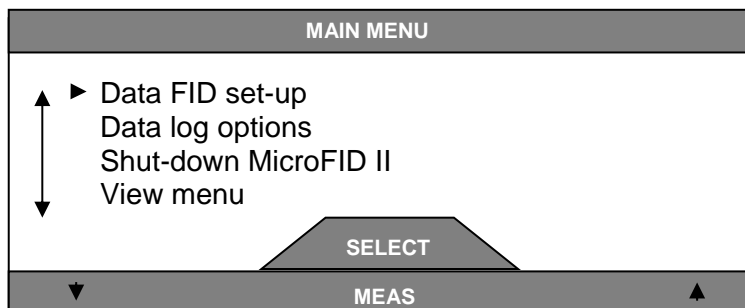 MAIN MENU
Data FID set-up
Data log options
Shut-down MicroFID II
View menu
SELECT
MEAS